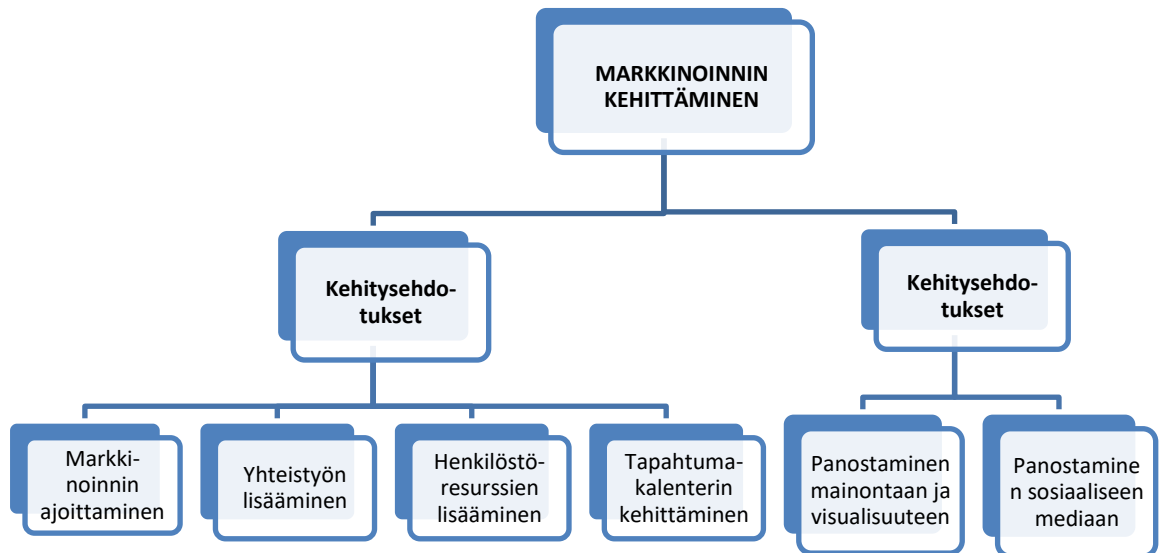 MARKKINOINNIN
KEHITTÄMINEN
Kehitysehdo-
tukset
Kehitysehdo-
tukset
Markki-
noinnin
ajoittaminen
Yhteistyön
lisääminen
Henkilöstö-
resurssien
lisääminen
Tapahtuma-
kalenterin
kehittäminen
Panostaminen
mainontaan ja
visualisuuteen
Panostamine
n sosiaaliseen
mediaan